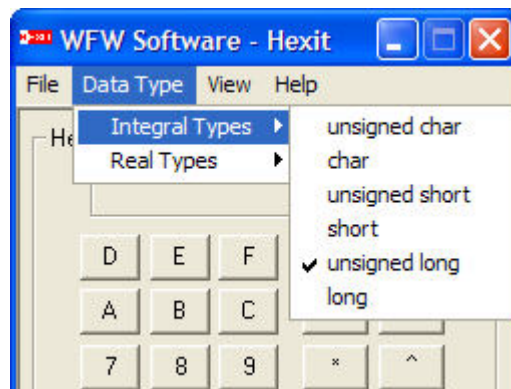 WFW Software - Hexit
File Data Type View Help
Integral Types
Real Types
unsigned char
char
unsigned short
short
unsigned long
long
He
D E F
A B C
7 8 9 * ^